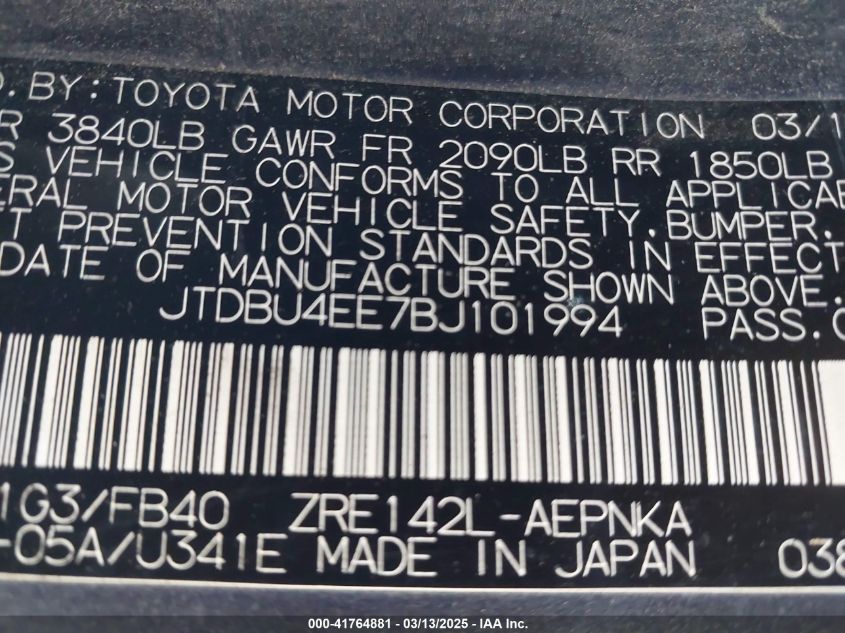 . BY: TOYOTA MOTOR CORPORATION 03/1
R 3840LB GAWR FR 2090LB RR 1850LB
S VEHICLE CONFORMS TO ALL APPLICAB
ERAL MOTOR VEHICLE SAFETY, BUMPER,
T PREVENTION STANDARDS IN EFFECT
DATE OF MANUFACTURE SHOWN ABOVE.
JTDBU4EE7BJ101994 PASS.C
1G3/FB40 ZRE142L-AEPNKA
-05A/U341E MADE IN JAPAN 038
000-41764881 / 03/13/2025 - IAA Inc.